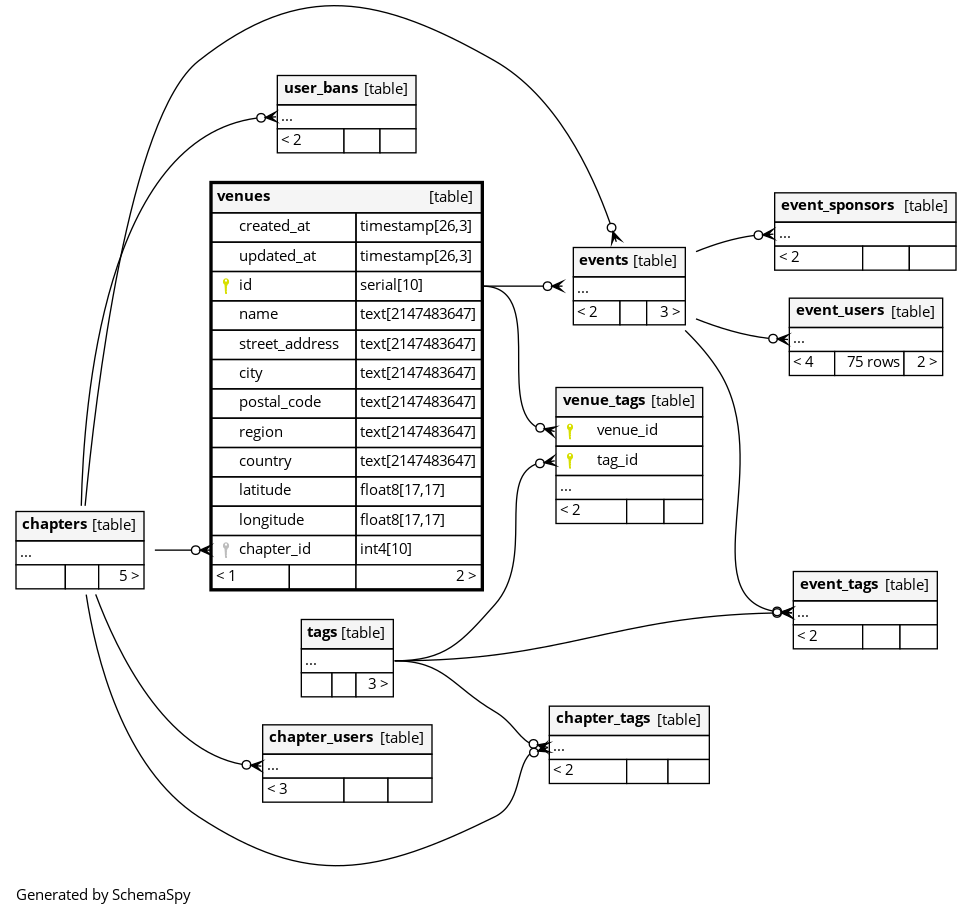 user_bans [table]
...
< 2
venues [table]
created_at timestamp[26,3]
updated_at timestamp[26,3]
id serial[10]
name text[2147483647]
street_address text[2147483647]
city text[2147483647]
postal_code text[2147483647]
region text[2147483647]
country text[2147483647]
latitude float8[17,17]
longitude float8[17,17]
chapter_id int4[10]
< 1 2 >
events [table]
...
< 2 3 >
event_sponsors [table]
...
< 2
event_users [table]
...
< 4 75 rows 2 >
venue_tags [table]
venue_id
tag_id
...
< 2
chapters [table]
...
5 >
tags [table]
...
3 >
event_tags [table]
...
< 2
chapter_users [table]
...
< 3
chapter_tags [table]
...
< 2
Generated by SchemaSpy